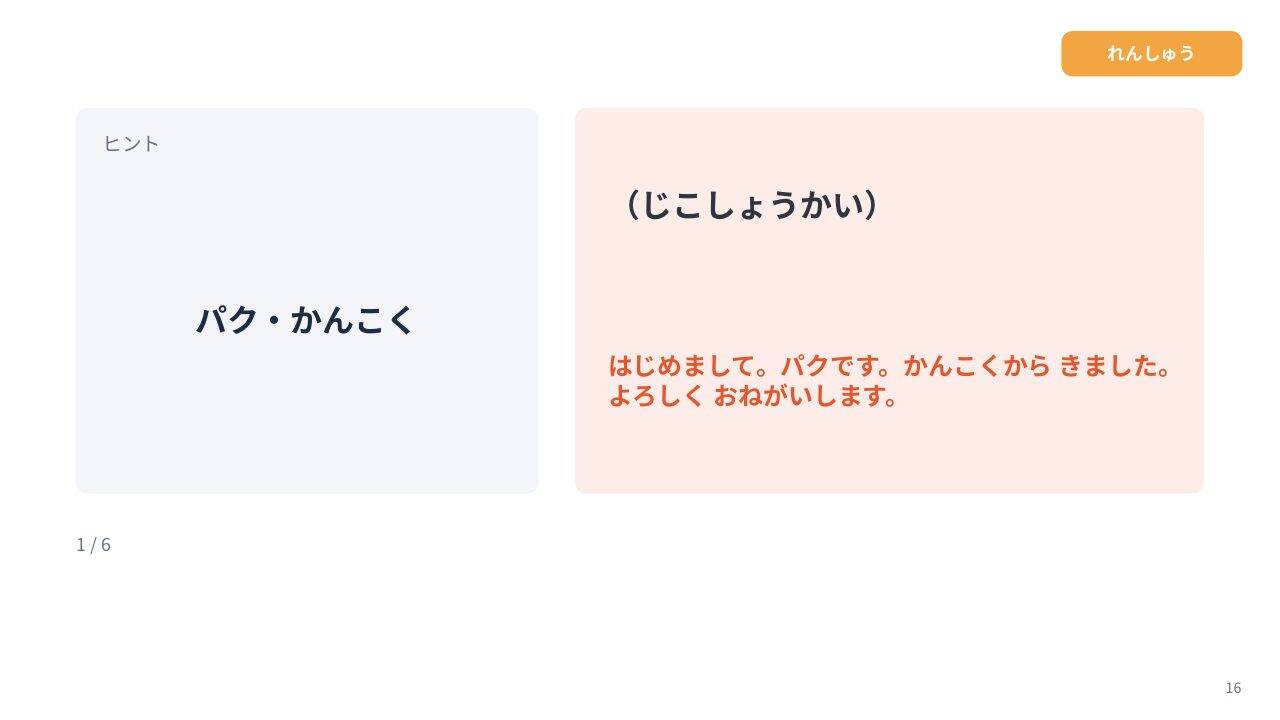 れんしゅう
ヒント
パク・かんこく
（じこしょうかい）
はじめまして。パクです。かんこくから きました。
よろしく おねがいします。
1 / 6
16